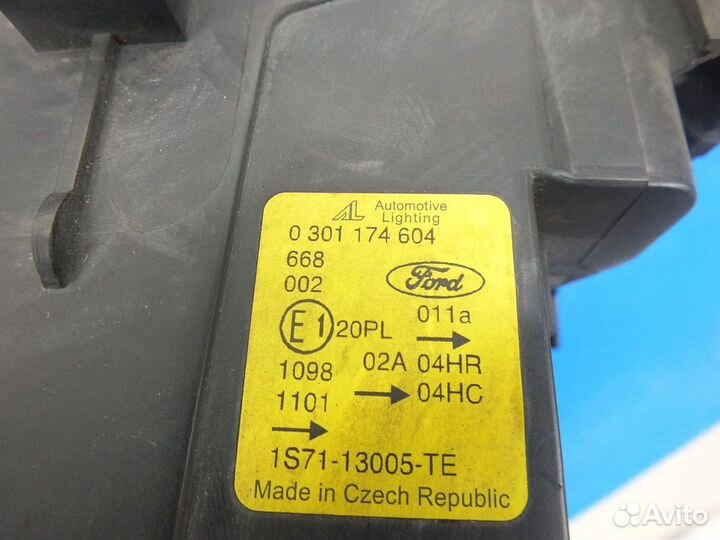 AL Automotive
Lighting
0 301 174 604
668
002
Ford
E1 20PL
011a →
02A 04HR
→ 04HC
1098
1101
→
1S71-13005-TE
Made in Czech Republic
Avito